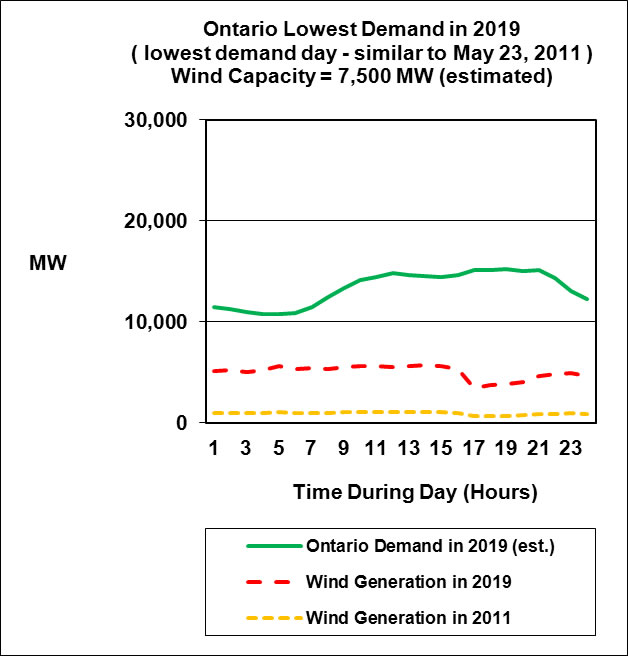 Ontario Lowest Demand in 2019
( lowest demand day - similar to May 23, 2011 )
Wind Capacity = 7,500 MW (estimated)
30,000
20,000
MW
10,000
0
1 3 5 7 9 11 13 15 17 19 21 23
Time During Day (Hours)
Ontario Demand in 2019 (est.)
Wind Generation in 2019
Wind Generation in 2011